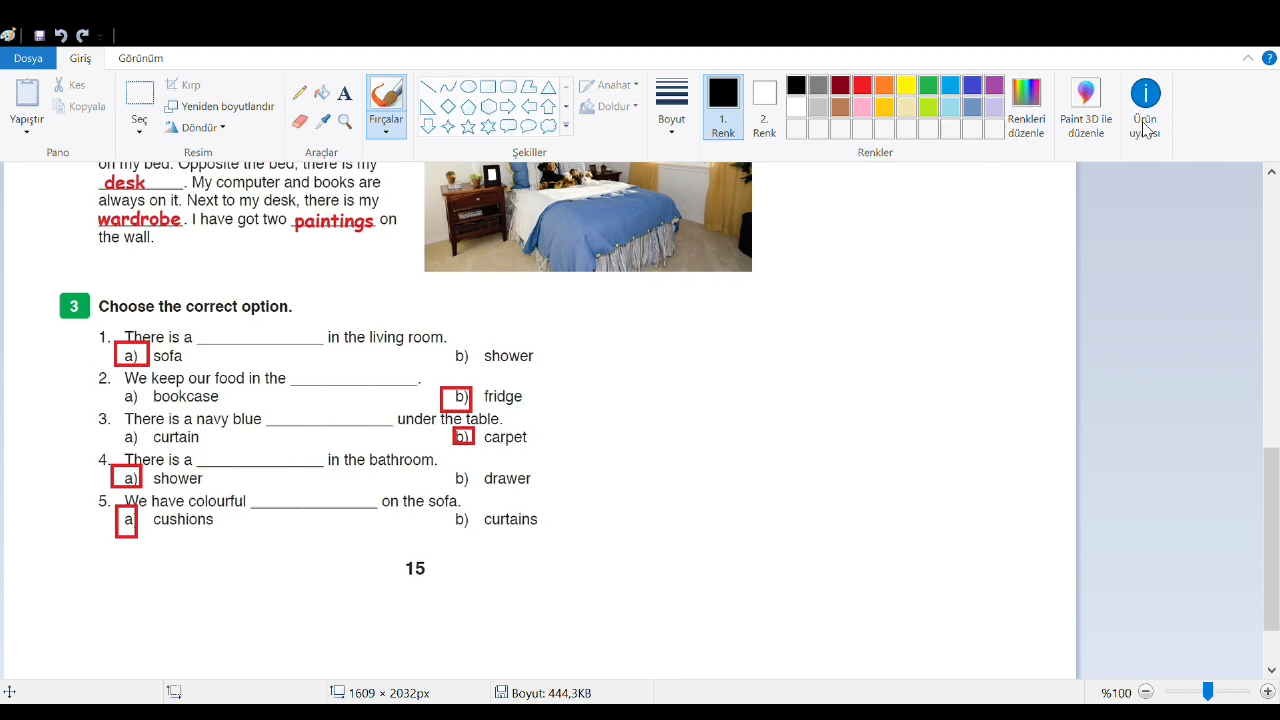 Dosya
Giriş
Görünüm
Yapıştır
Kes
Kopyala
Pano
Seç
Kırp
Yeniden boyutlandır
Döndür
Resim
A
Araçlar
Fırçalar
Şekiller
Anahat
Doldur
Boyut
1.
Renk
2.
Renk
Renkler
Renkleri
düzenle
Paint 3D ile
düzenle
Ürün
on my bed. Opposite the bed, there is my
desk. My computer and books are
always on it. Next to my desk, there is my
wardrobe. I have got two paintings on
the wall.
3 Choose the correct option.
1. There is a _______________ in the living room.
a) sofa b) shower
2. We keep our food in the _______________.
a) bookcase b) fridge
3. There is a navy blue _______________ under the table.
a) curtain b) carpet
4. There is a _______________ in the bathroom.
a) shower b) drawer
5. We have colourful _______________ on the sofa.
a) cushions b) curtains
15
1609 × 2032px
Boyut: 444,3KB
%100